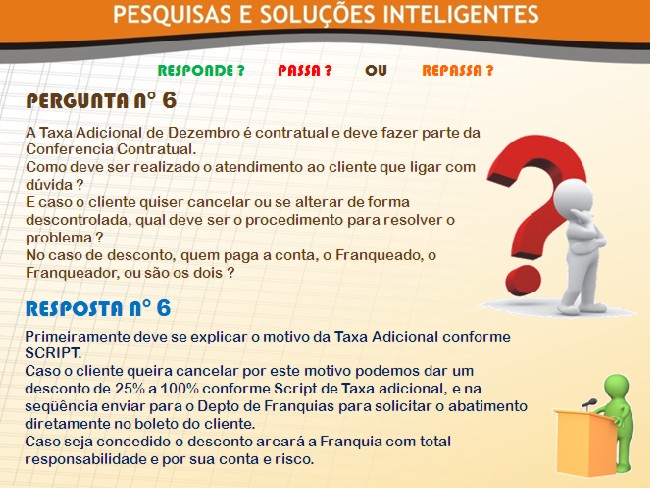 PESQUISAS E SOLUÇÕES INTELIGENTES
RESPONDE ? PASSA ? OU REPASSA ?
PERGUNTA N° 6
A Taxa Adicional de Dezembro é contratual e deve fazer parte da
Conferencia Contratual.
Como deve ser realizado o atendimento ao cliente que ligar com
dúvida ?
E caso o cliente quiser cancelar ou se alterar de forma
descontrolada, qual deve ser o procedimento para resolver o
problema ?
No caso de desconto, quem paga a conta, o Franqueado, o
Franqueador, ou são os dois ?
RESPOSTA N° 6
Primeiramente deve se explicar o motivo da Taxa Adicional conforme
SCRIPT.
Caso o cliente queira cancelar por este motivo podemos dar um
desconto de 25% a 100% conforme Script de Taxa adicional, e na
seqüência enviar para o Depto de Franquias para solicitar o abatimento
diretamente no boleto do cliente.
Caso seja concedido o desconto arcará a Franquia com total
responsabilidade e por sua conta e risco.